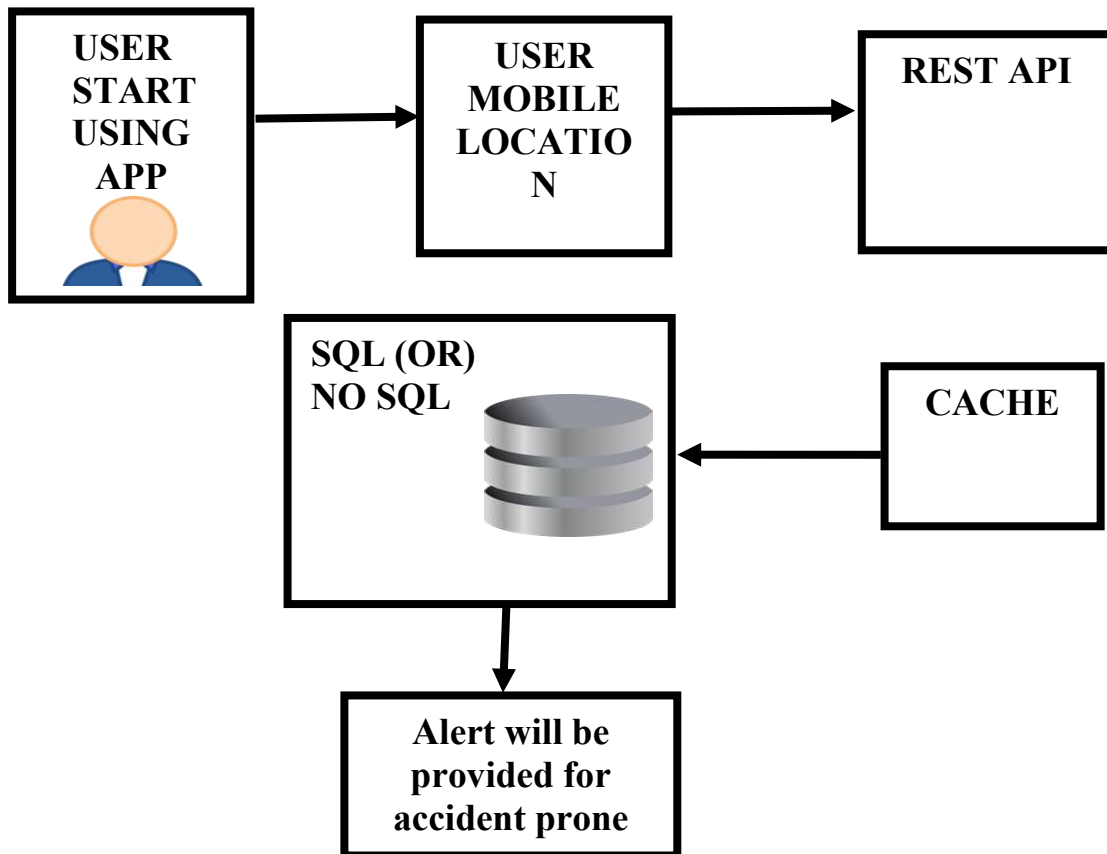 USER
START
USING
APP
USER
MOBILE
LOCATIO
N
REST API
SQL (OR)
NO SQL
CACHE
Alert will be
provided for
accident prone